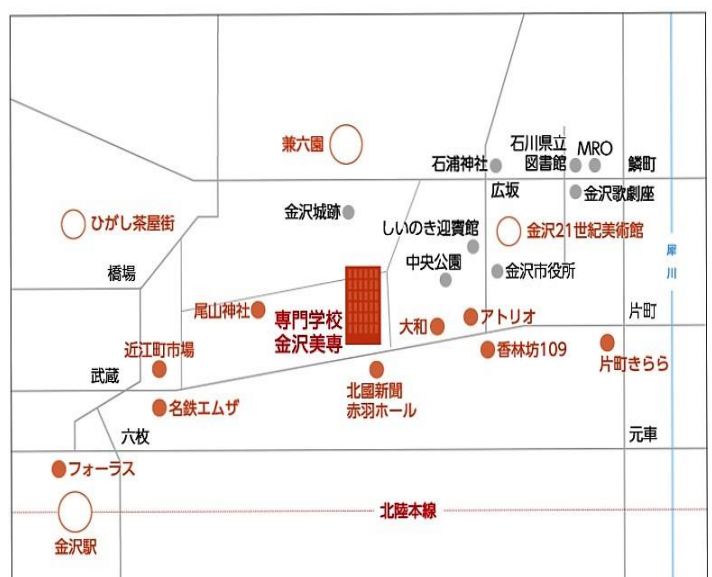 兼六園
石川県立
図書館
MRO
石浦神社
鱗町
広坂
金沢歌劇座
金沢城跡
ひがし茶屋街
しいのき迎賓館
金沢21世紀美術館
犀川
中央公園
金沢市役所
橋場
尾山神社
専門学校
金沢美専
大和
アトリオ
片町
近江町市場
香林坊109
片町きらら
武蔵
北國新聞
赤羽ホール
名鉄エムザ
六枚
元車
フォーラス
北陸本線
金沢駅